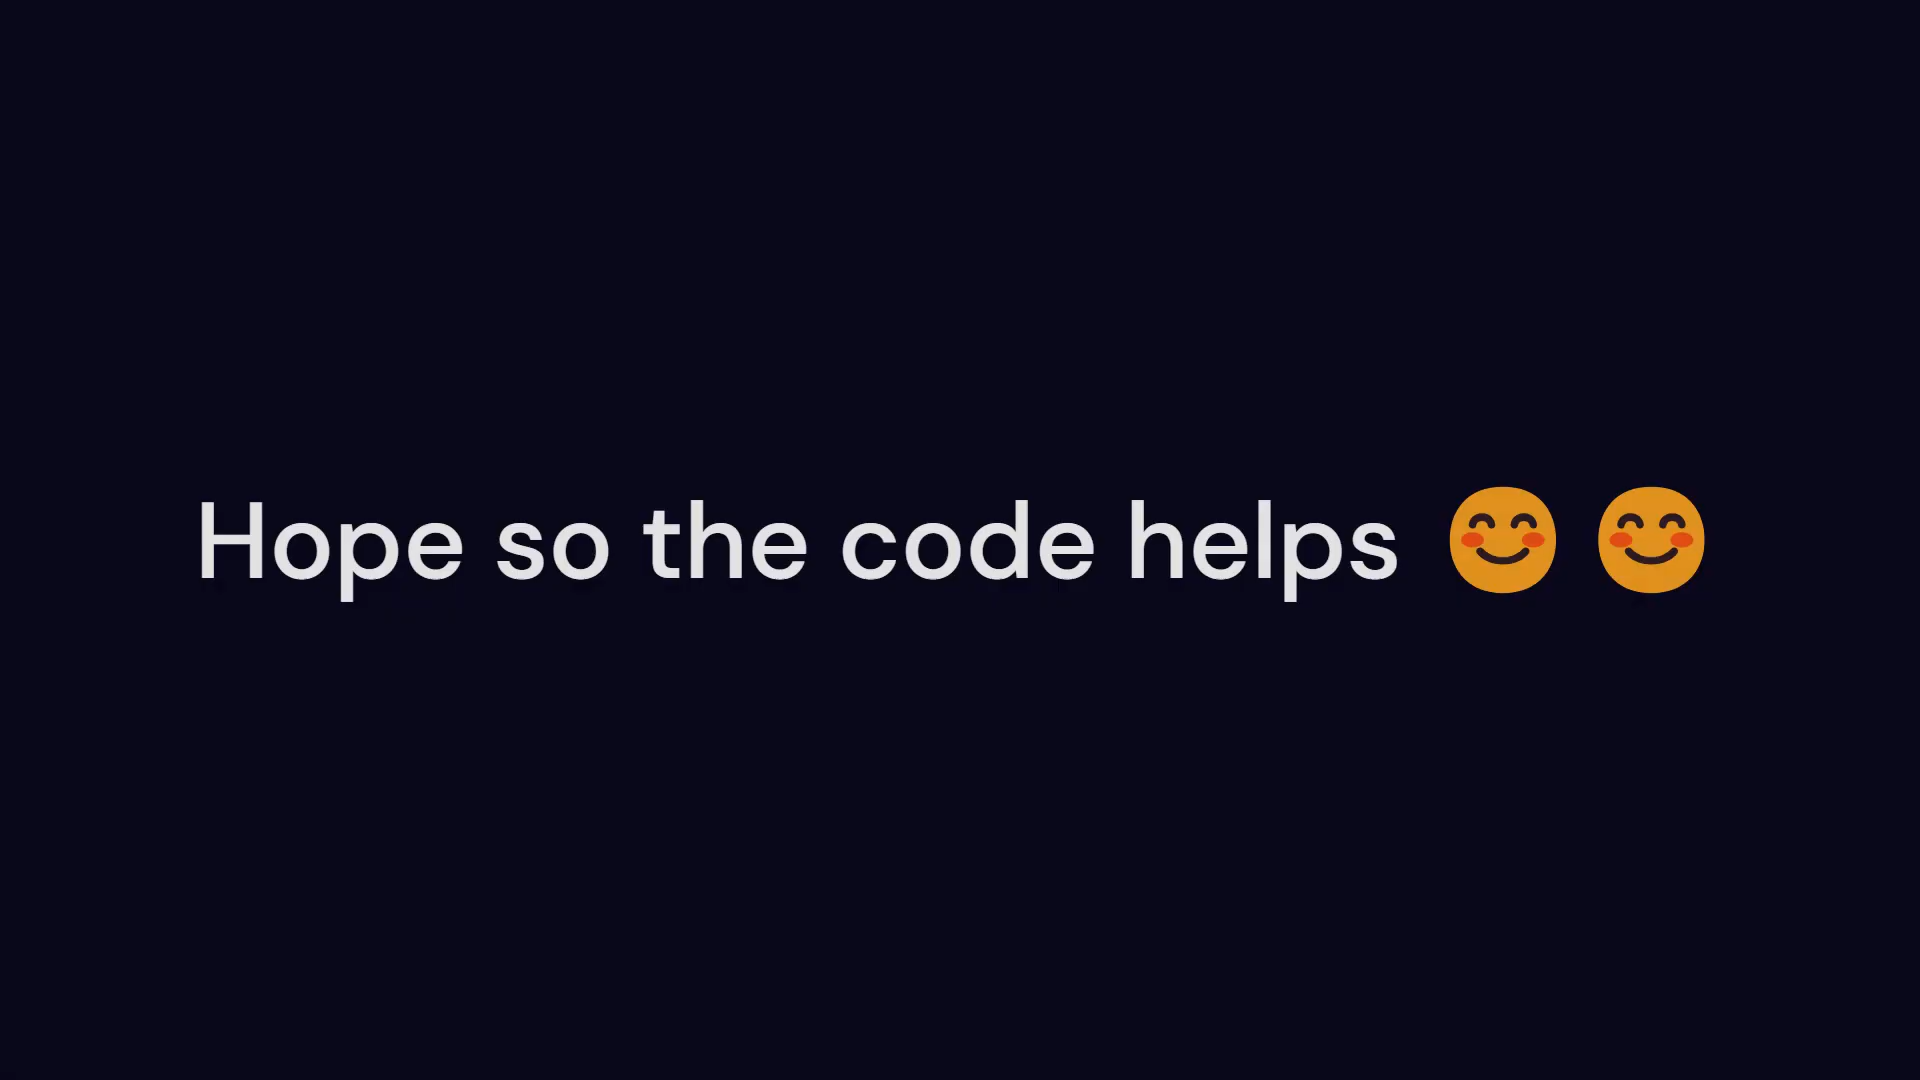 Hope so the code helps 😊 😊